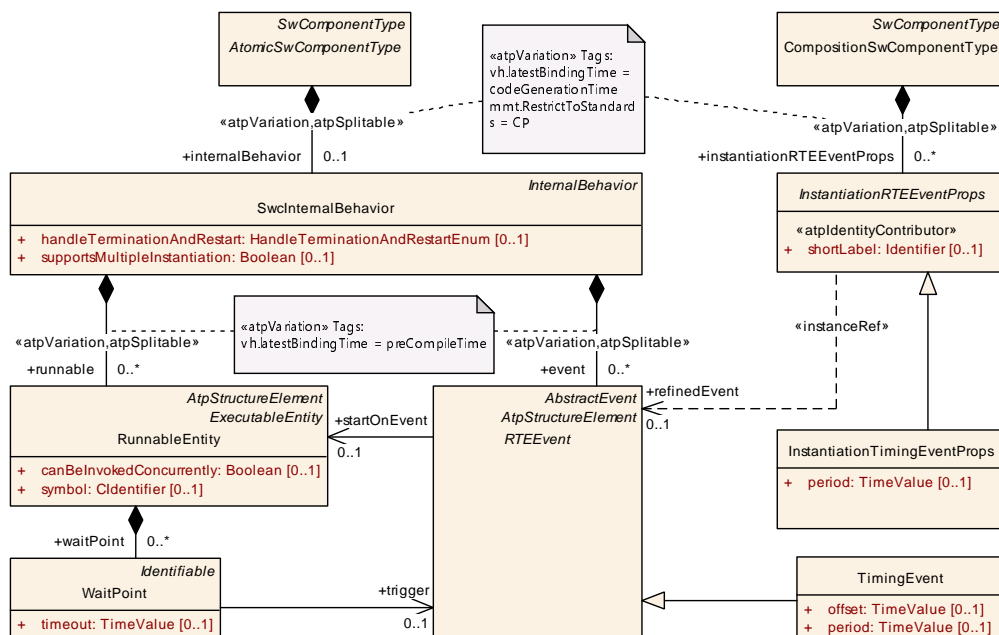 SwComponentType
AtomicSwComponentType
«atpVariation» Tags:
vh.latestBindingTime =
codeGenerationTime
mmt.RestrictToStandard
s = CP
SwComponentType
CompositionSwComponentType
«atpVariation,atpSplitable»
+internalBehavior 0..1
«atpVariation,atpSplitable»
+instantiationRTEEventProps 0..*
InternalBehavior
SwcInternalBehavior
+ handleTerminationAndRestart: HandleTerminationAndRestartEnum [0..1]
+ supportsMultipleInstantiation: Boolean [0..1]
InstantiationRTEEventProps
«atpIdentityContributor»
+ shortLabel: Identifier [0..1]
«atpVariation» Tags:
vh.latestBindingTime = preCompileTime
«atpVariation,atpSplitable»
+runnable 0..*
«atpVariation,atpSplitable»
+event 0..*
«instanceRef»
+refinedEvent
0..1
AtpStructureElement
ExecutableEntity
RunnableEntity
+ canBeInvokedConcurrently: Boolean [0..1]
+ symbol: CIdentifier [0..1]
+startOnEvent
0..1
AbstractEvent
AtpStructureElement
RTEEvent
InstantiationTimingEventProps
+ period: TimeValue [0..1]
+waitPoint 0..*
Identifiable
WaitPoint
+ timeout: TimeValue [0..1]
+trigger
0..1
TimingEvent
+ offset: TimeValue [0..1]
+ period: TimeValue [0..1]